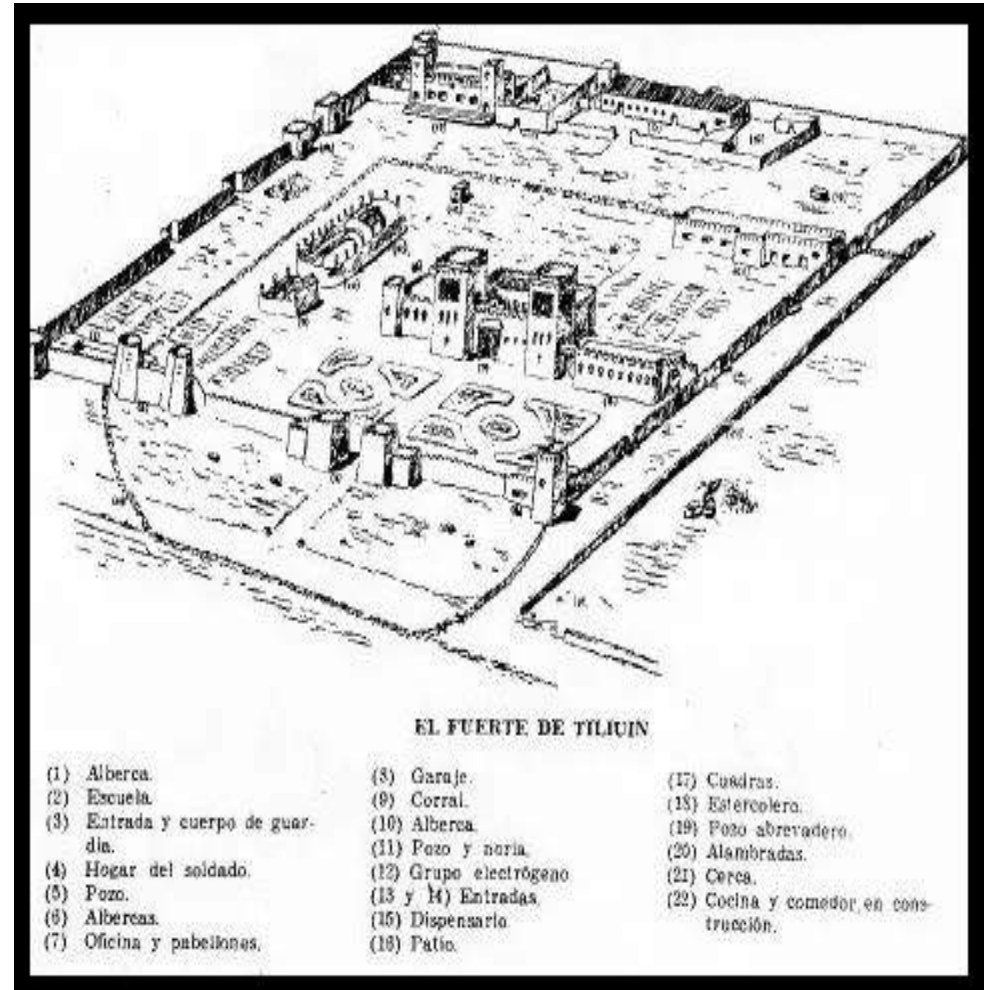 EL FUERTE DE TILIUIN
(1) Alberca.
(2) Escuela.
(3) Entrada y cuerpo de guar-
dia.
(4) Hogar del soldado.
(5) Pozo.
(6) Albercas.
(7) Oficina y pabellones.
(8) Garaje.
(9) Corral.
(10) Alberca.
(11) Pozo y noria.
(12) Grupo electrógeno
(13 y 14) Entradas.
(15) Dispensario.
(16) Patio.
(17) Cuadras.
(18) Estercolero.
(19) Pozo abrevadero.
(20) Alambradas.
(21) Cerca.
(22) Cocina y comedor, en cons-
trucción.